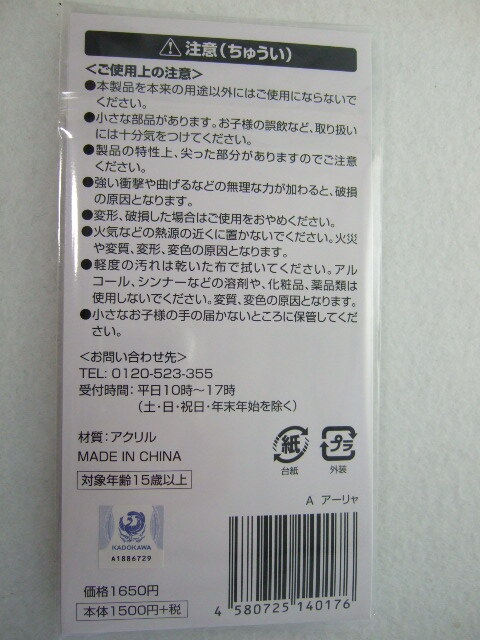 注意(ちゅうい)
<ご使用上の注意>
●本製品を本来の用途以外にはご使用にならないで
ください。
●小さな部品があります。お子様の誤飲など、取り扱い
には十分気をつけてください。
●製品の特性上、尖った部分がありますのでご注意
ください。
●強い衝撃や曲げるなどの無理な力が加わると、破損
の原因となります。
●変形、破損した場合はご使用をおやめください。
●火気などの熱源の近くに置かないでください。火災
や変質、変形、変色の原因となります。
●軽度の汚れは乾いた布で拭いてください。アル
コール、シンナーなどの溶剤や、化粧品、薬品類は
使用しないでください。変質、変色の原因となります。
●小さなお子様の手の届かないところに保管してくだ
さい。
<お問い合わせ先>
TEL: 0120-523-355
受付時間:平日10時～17時
(土・日・祝日・年末年始を除く)
材質:アクリル
MADE IN CHINA
対象年齢15歳以上
紙
台紙
プラ
外装
A アーリャ
KADOKAWA
A1886729
価格1650円
本体1500円+税
4 580725 140176